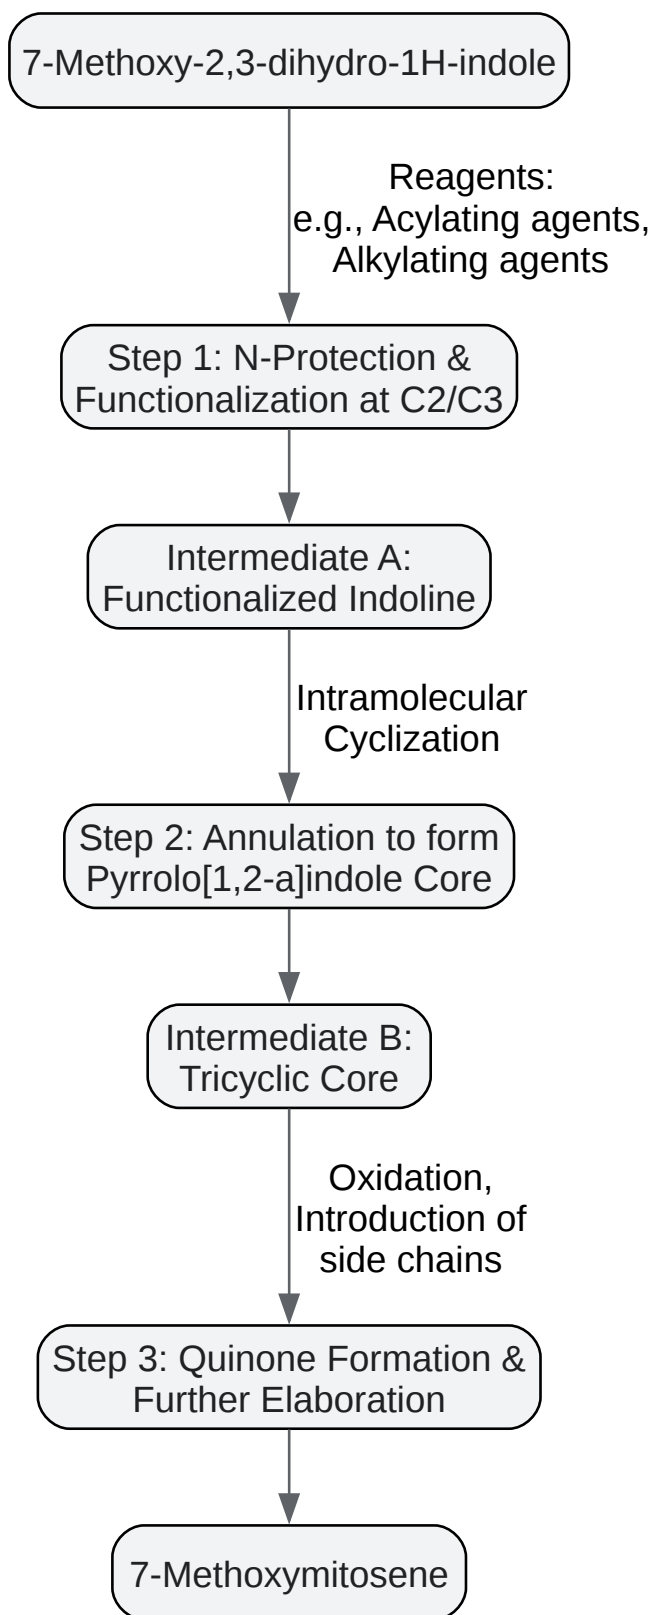 7-Methoxy-2,3-dihydro-1H-indole
Reagents:
e.g., Acylating agents,
Alkylating agents
Step 1: N-Protection &
Functionalization at C2/C3
Intermediate A:
Functionalized Indoline
Intramolecular
Cyclization
Step 2: Annulation to form
Pyrrolo[1,2-a]indole Core
Intermediate B:
Tricyclic Core
Oxidation,
Introduction of
side chains
Step 3: Quinone Formation &
Further Elaboration
7-Methoxymitosene